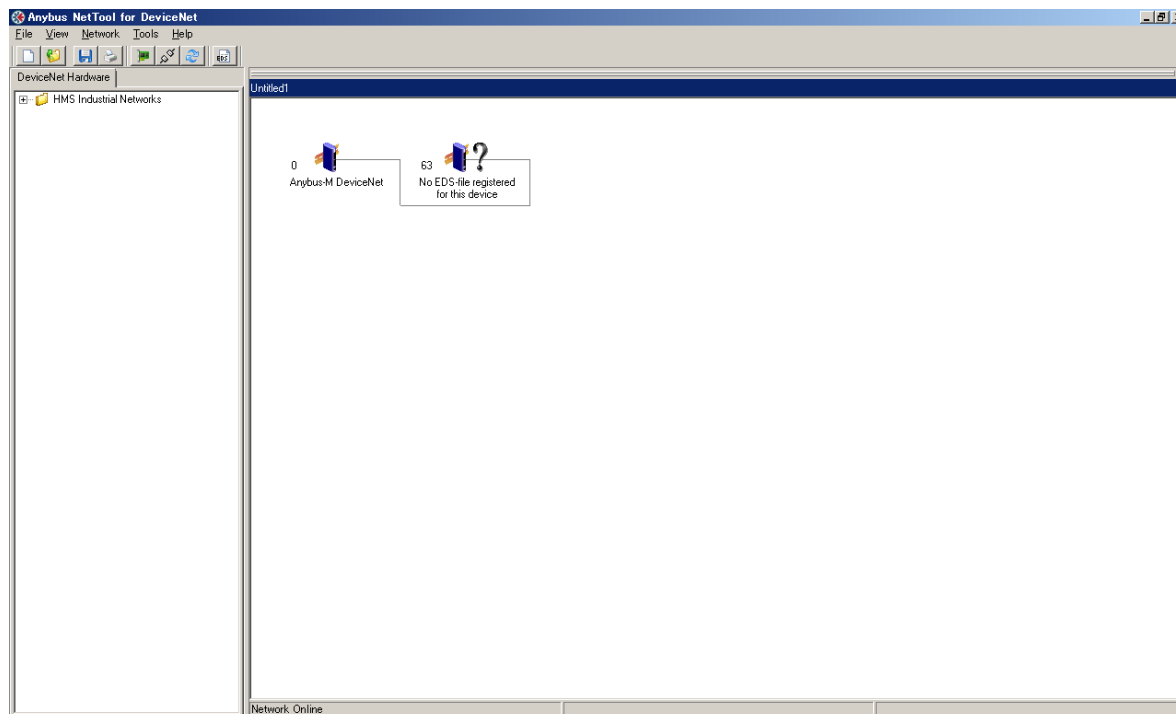 Anybus NetTool for DeviceNet
File View Network Tools Help
EDS
DeviceNet Hardware
HMS Industrial Networks
Untitled1
0
Anybus-M DeviceNet
63
?
No EDS-file registered
for this device
Network Online